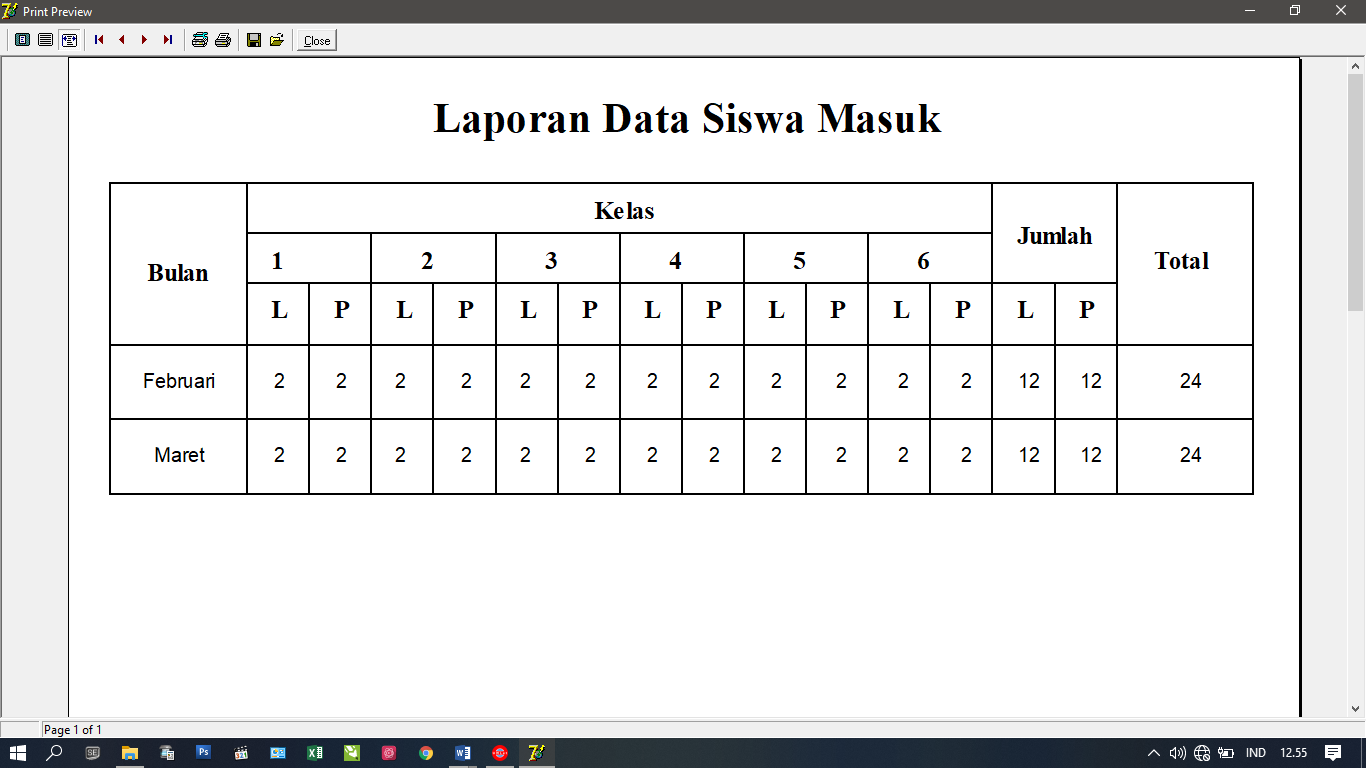 Print Preview
Close
Laporan Data Siswa Masuk
Bulan Kelas Jumlah Total
1 2 3 4 5 6
L P L P L P L P L P L P L P
Februari 2 2 2 2 2 2 2 2 2 2 2 2 12 12 24
Maret 2 2 2 2 2 2 2 2 2 2 2 2 12 12 24
Page 1 of 1
SE Ps IND 12.55